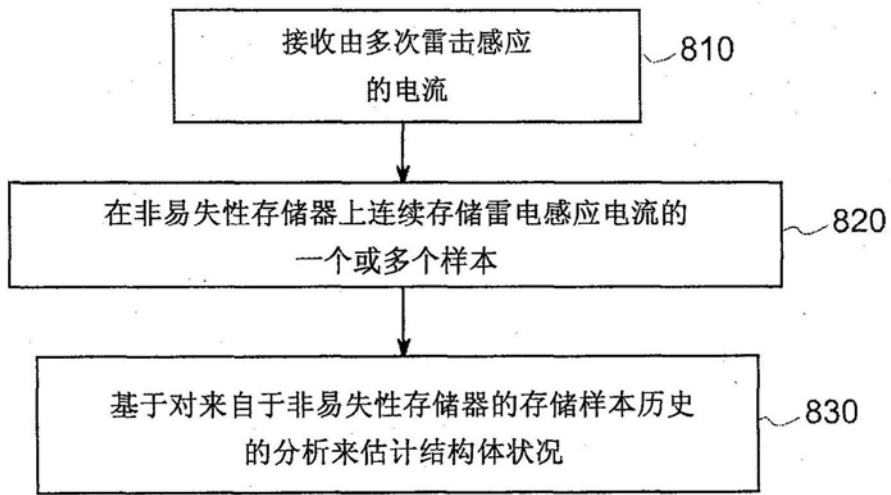 接收由多次雷击感应
的电流
810
在非易失性存储器上连续存储雷电感应电流的
一个或多个样本
820
基于对来自于非易失性存储器的存储样本历史
的分析来估计结构体状况
830